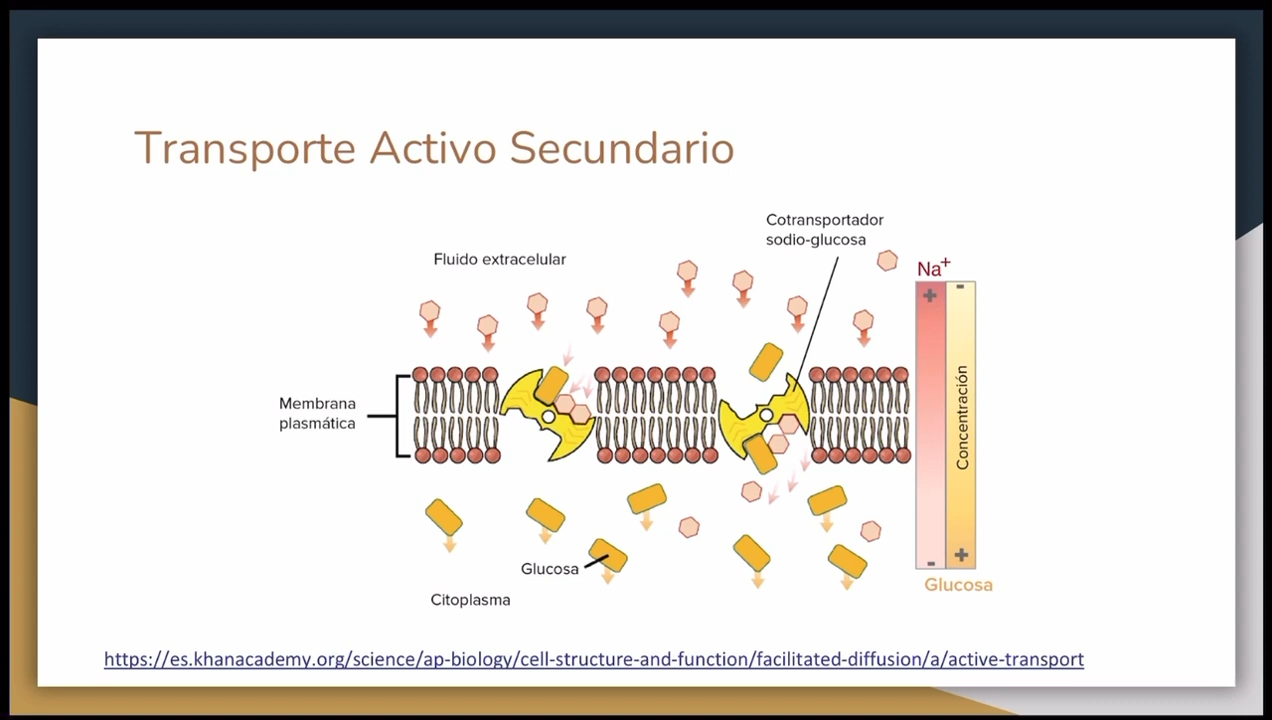 Transporte Activo Secundario
Cotransportador
sodio-glucosa
Fluido extracelular
Na+
+ -
Membrana
plasmática
Concentración
Glucosa
Citoplasma
- +
Glucosa
https://es.khanacademy.org/science/ap-biology/cell-structure-and-function/facilitated-diffusion/a/active-transport